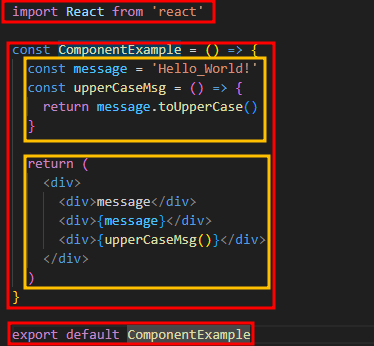 import React from 'react'
const ComponentExample = () => {
const message = 'Hello_World!'
const upperCaseMsg = () => {
return message.toUpperCase()
}
return (
<div>
<div>message</div>
<div>{message}</div>
<div>{upperCaseMsg()}</div>
</div>
)
}
export default ComponentExample